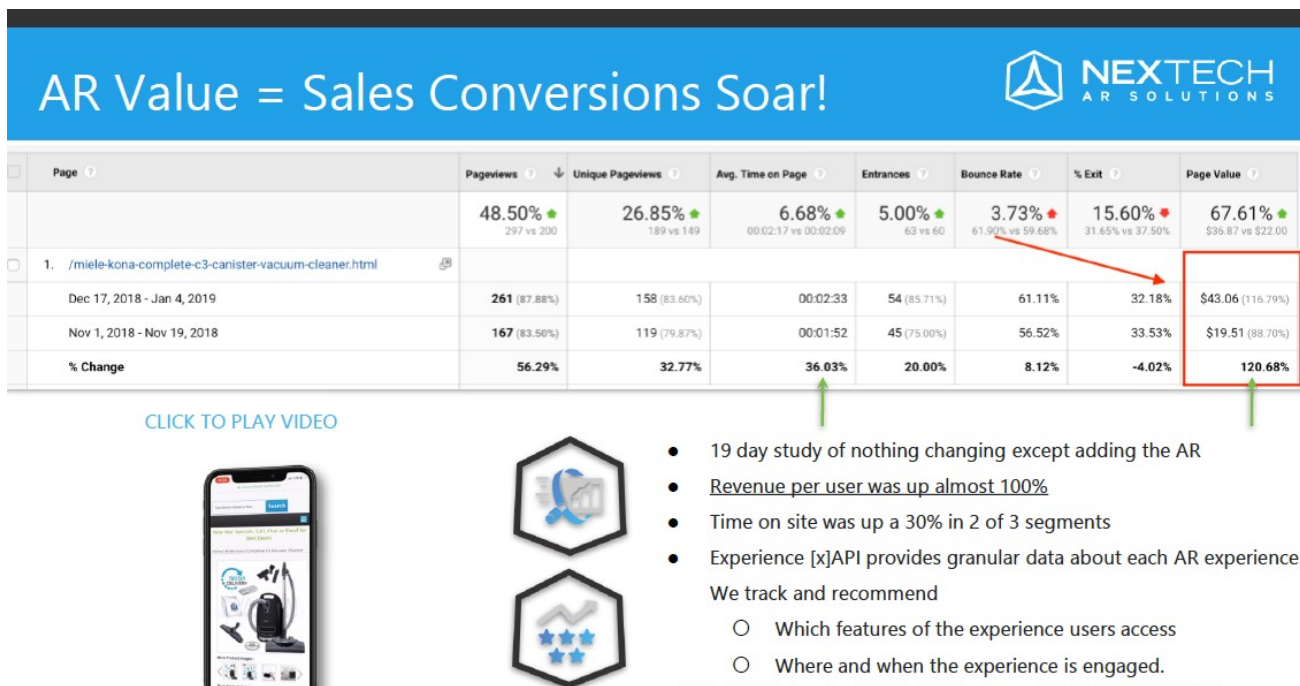 AR Value = Sales Conversions Soar!
NEXTECH
AR SOLUTIONS
Page Pageviews Unique Pageviews Avg. Time on Page Entrances Bounce Rate % Exit Page Value
48.50% 26.85% 6.68% 5.00% 3.73% 15.60% 67.61%
297 vs 200 189 vs 149 00:02:17 vs 00:02:09 63 vs 60 61.90% vs 59.68% 31.65% vs 37.50% $36.87 vs $22.00
1. /miele-kona-complete-c3-canister-vacuum-cleaner.html
Dec 17, 2018 - Jan 4, 2019 261 (87.88%) 158 (83.60%) 00:02:33 54 (85.71%) 61.11% 32.18% $43.06 (116.79%)
Nov 1, 2018 - Nov 19, 2018 167 (83.50%) 119 (79.87%) 00:01:52 45 (75.00%) 56.52% 33.53% $19.51 (88.70%)
% Change 56.29% 32.77% 36.03% 20.00% 8.12% -4.02% 120.68%
CLICK TO PLAY VIDEO
● 19 day study of nothing changing except adding the AR
● Revenue per user was up almost 100%
● Time on site was up a 30% in 2 of 3 segments
● Experience [x]API provides granular data about each AR experience
We track and recommend
○ Which features of the experience users access
○ Where and when the experience is engaged.
Search